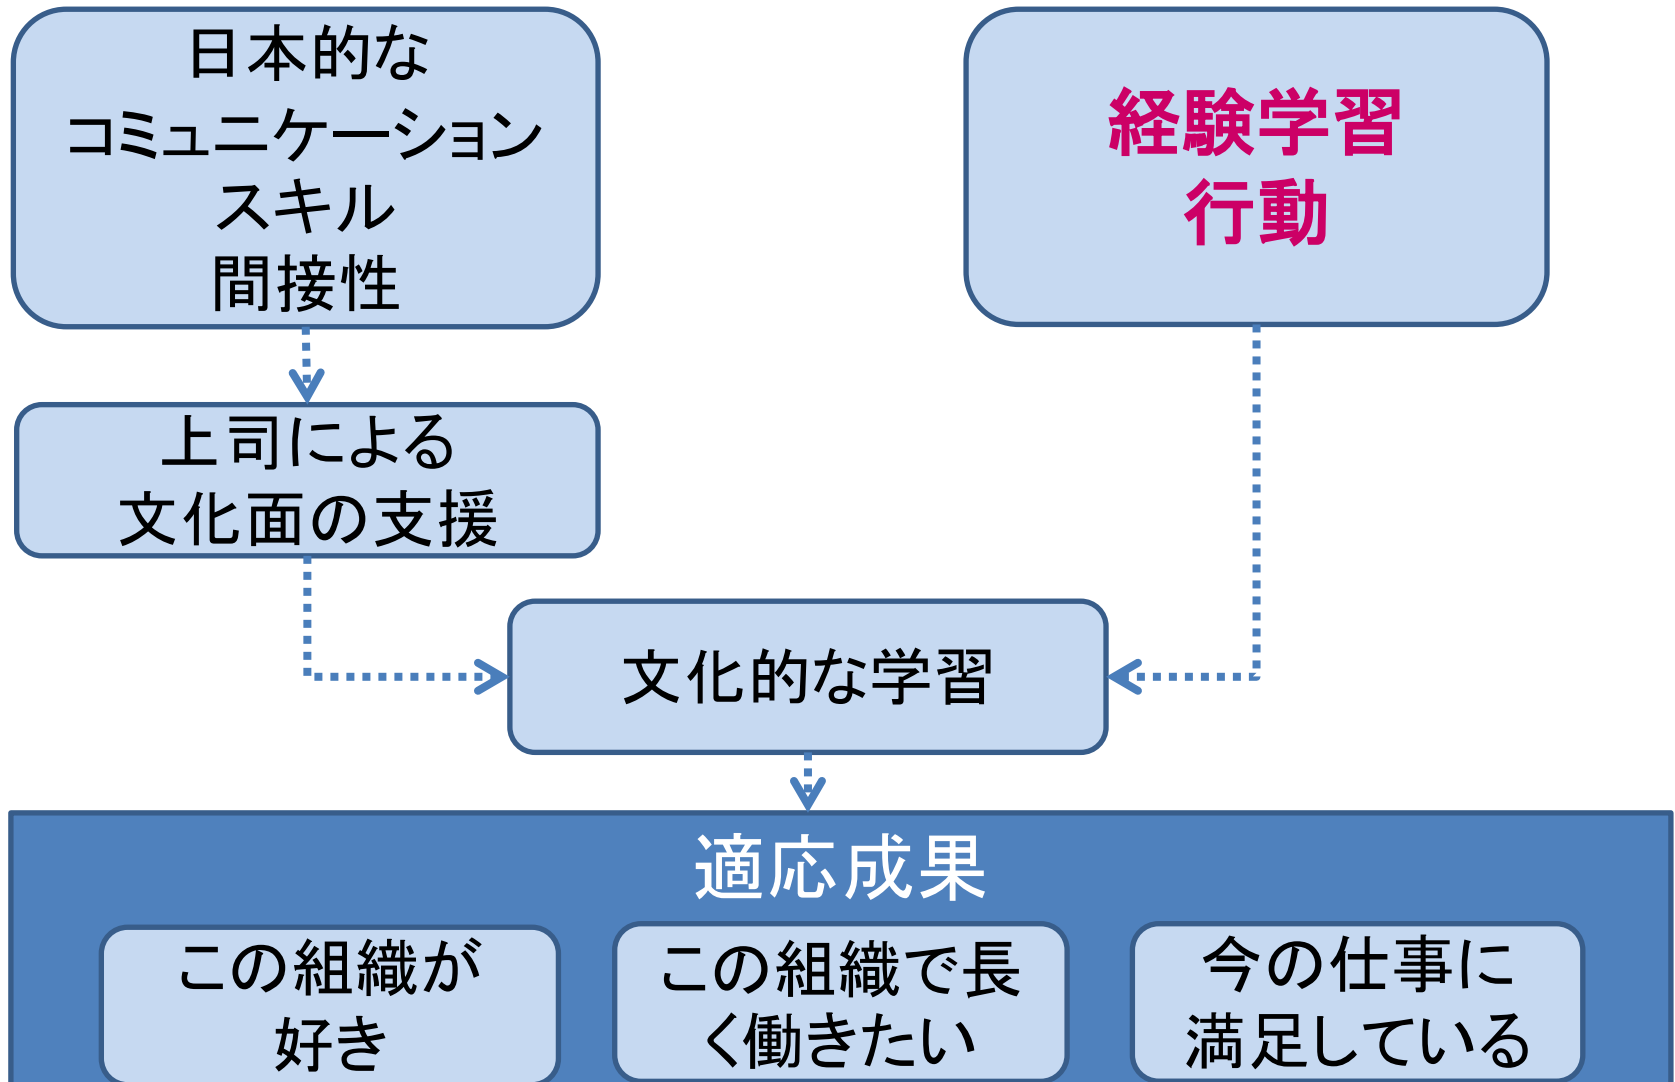 日本的な
コミュニケーション
スキル
間接性
経験学習
行動
上司による
文化面の支援
文化的な学習
適応成果
この組織が
好き
この組織で長
く働きたい
今の仕事に
満足している